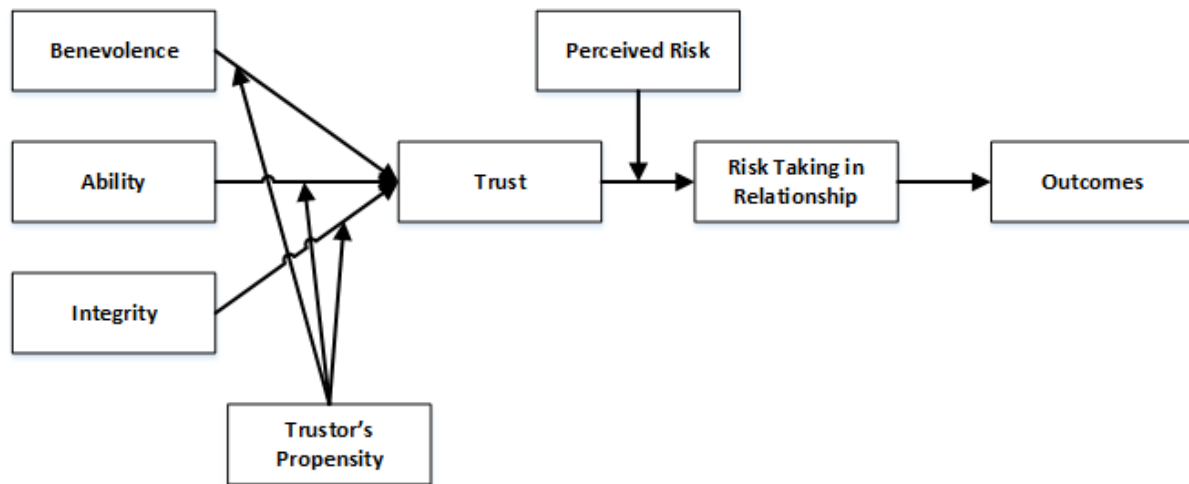 Benevolence
Perceived Risk
Ability
Trust
Risk Taking in
Relationship
Outcomes
Integrity
Trustor's
Propensity